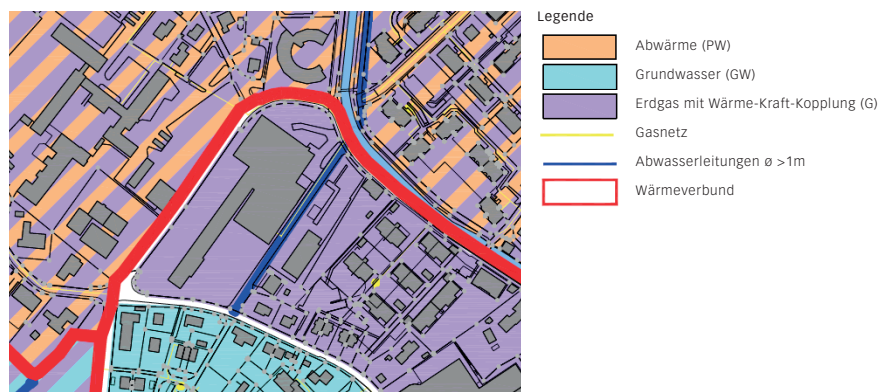 Legende
Abwärme (PW)
Grundwasser (GW)
Erdgas mit Wärme-Kraft-Kopplung (G)
Gasnetz
Abwasserleitungen ø >1m
Wärmeverbund